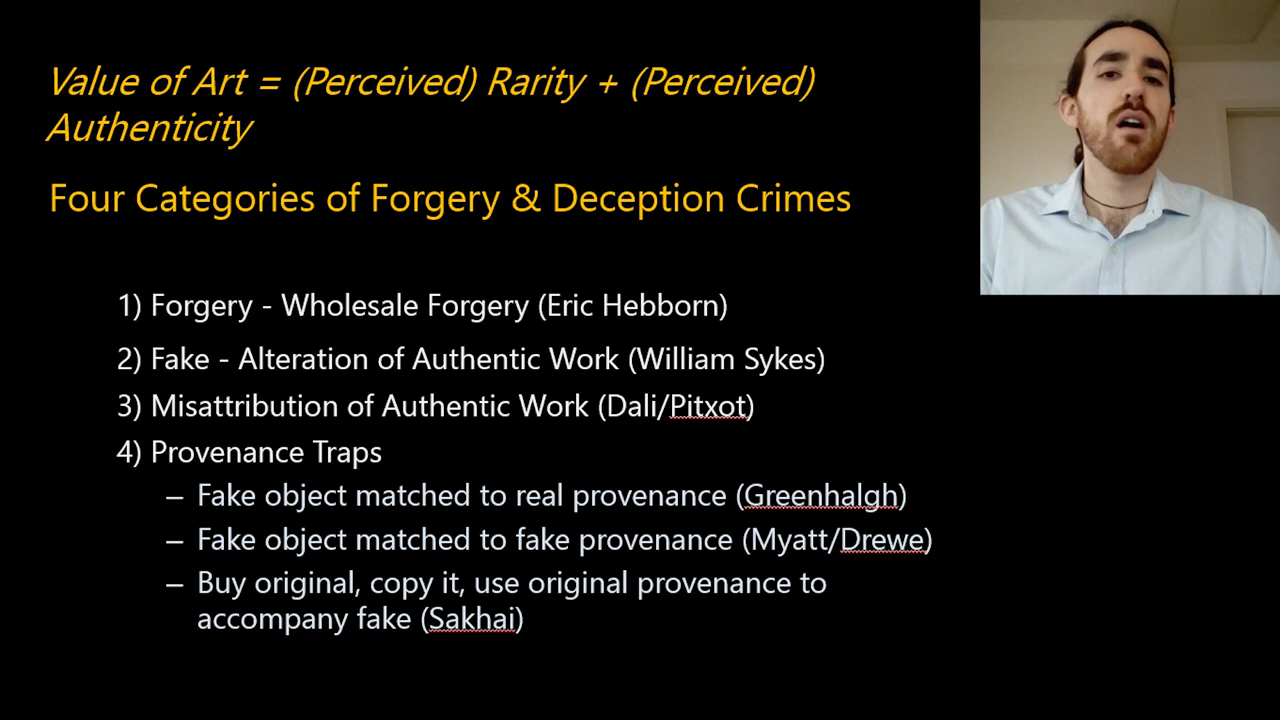 Value of Art = (Perceived) Rarity + (Perceived)
Authenticity
Four Categories of Forgery & Deception Crimes
1) Forgery - Wholesale Forgery (Eric Hebborn)
2) Fake - Alteration of Authentic Work (William Sykes)
3) Misattribution of Authentic Work (Dali/Pitxot)
4) Provenance Traps
– Fake object matched to real provenance (Greenhalgh)
– Fake object matched to fake provenance (Myatt/Drewe)
– Buy original, copy it, use original provenance to
accompany fake (Sakhai)